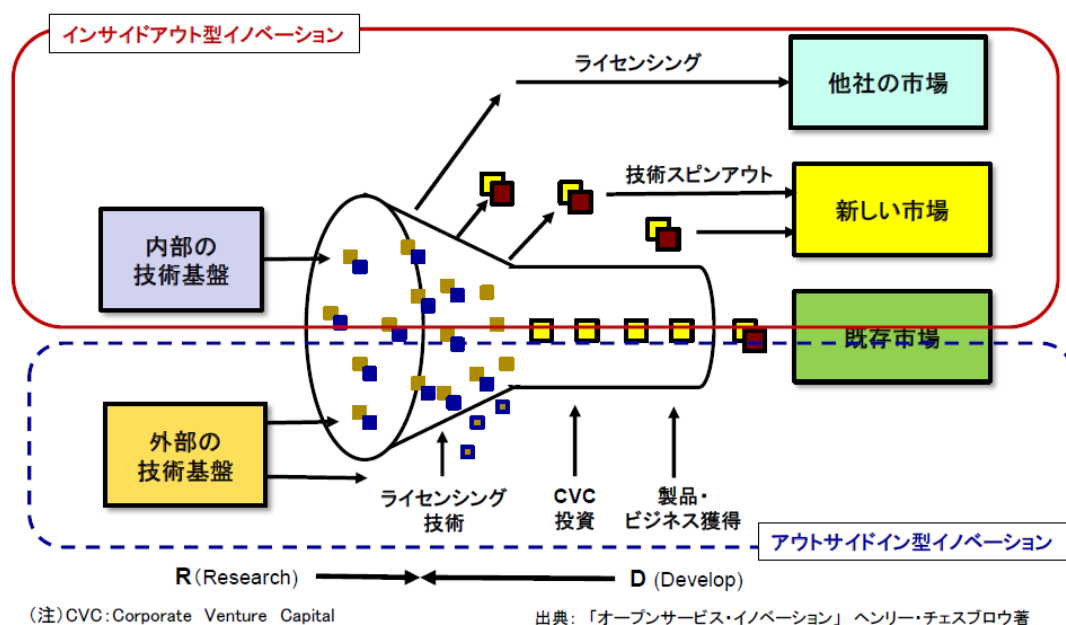 インサイドアウト型イノベーション
ライセンシング
他社の市場
技術スピンアウト
新しい市場
内部の
技術基盤
既存市場
外部の
技術基盤
ライセンシング
技術
CVC
投資
製品・
ビジネス獲得
アウトサイドイン型イノベーション
R(Research)
D (Develop)
(注)CVC:Corporate Venture Capital
出典: 「オープンサービス・イノベーション」 ヘンリー・チェスブロウ著